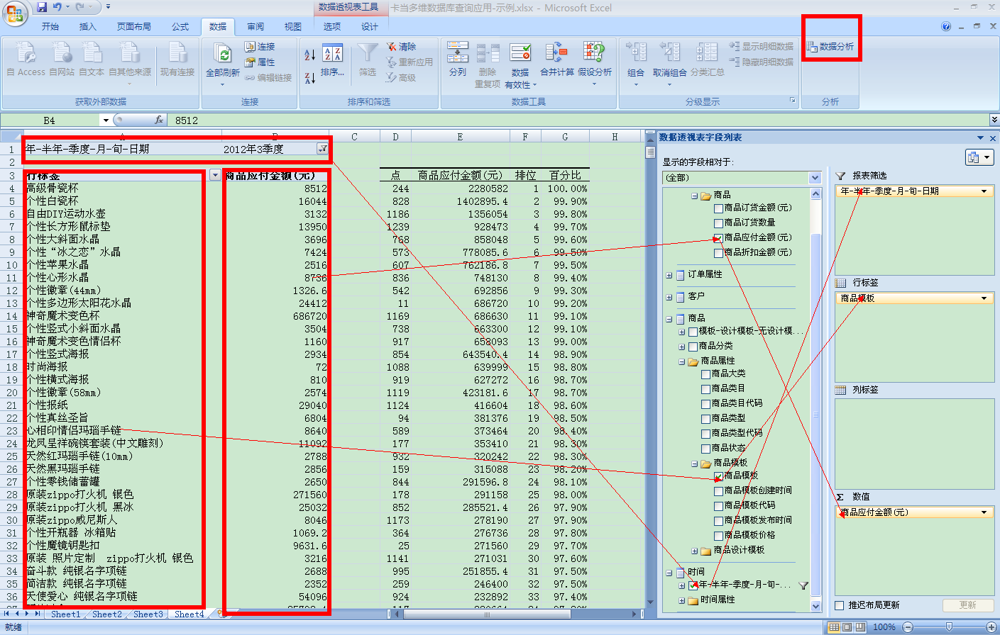 数据透视表工具 卡当多维数据库查询应用-示例.xlsx - Microsoft Excel
开始 插入 页面布局 公式 数据 审阅 视图 选项 设计
自 Access 自网站 自文本 自其他来源 现有连接
获取外部数据
全部刷新 连接 属性 编辑链接
连接
排序... 筛选 清除 重新应用 高级
排序和筛选
分列 删除重复项 数据有效性 合并计算 假设分析
数据工具
组合 取消组合 分类汇总 显示明细数据 隐藏明细数据
分级显示
数据分析
分析
B4 fx 8512
A B C D E F G H
1 年-半年-季度-月-旬-日期 2012年3季度
2
3 行标签 商品应付金额(元) 点 商品应付金额(元) 排位 百分比
4 高级骨瓷杯 8512 244 2280582 1 100.00%
5 个性白瓷杯 16044 828 1402895.4 2 99.90%
6 自由DIY运动水壶 3132 1186 1356054 3 99.80%
7 个性长方形鼠标垫 13950 1239 928473 4 99.70%
8 个性大斜面水晶 3696 768 858048 5 99.60%
9 个性“冰之恋”水晶 7424 573 778085.6 6 99.50%
10 个性苹果水晶 2516 607 762186.8 7 99.50%
11 个性心形水晶 8736 836 748130 8 99.40%
12 个性徽章(44mm) 1326.6 542 692856 9 99.30%
13 个性多边形太阳花水晶 24412 11 686720 10 99.20%
14 神奇魔术变色杯 686720 1169 686630 11 99.10%
15 个性竖式小斜面水晶 3504 738 663300 12 99.10%
16 神奇魔术变色情侣杯 1160 917 658093 13 99.00%
17 个性竖式海报 2934 854 643540.4 14 98.90%
18 时尚海报 72 1088 639999 15 98.80%
19 个性横式海报 810 919 627272 16 98.70%
20 个性徽章(58mm) 2574 1119 423181.6 17 98.70%
21 个性报纸 29040 1124 416604 18 98.60%
22 个性真丝圣旨 6804 94 381376 19 98.50%
23 心相印情侣玛瑙手链 8640 589 373464 20 98.40%
24 龙凤呈祥碗筷套装(中文雕刻) 11092 177 353410 21 98.30%
25 天然红玛瑙手链(10mm) 2788 932 320242 22 98.30%
26 天然黑玛瑙手链 2856 159 315088 23 98.20%
27 个性零钱储蓄罐 2650 844 291596.8 24 98.10%
28 原装zippo打火机 银色 271560 178 291158 25 98.00%
29 原装zippo打火机 黑冰 25032 852 285521.4 26 97.90%
30 原装zippo威尼斯人 8046 1173 278190 27 97.90%
31 个性开瓶器 冰箱贴 1069.2 364 276736 28 97.80%
32 个性魔镜钥匙扣 9631.6 25 271560 29 97.70%
33 原装 照片定制 zippo打火机 银色 3216 1141 271031 30 97.60%
34 奋斗款 纯银名字项链 2688 995 251855.4 31 97.50%
35 简洁款 纯银名字项链 2352 259 246400 32 97.50%
36 天使爱心 纯银名字项链 54096 924 232892 33 97.40%
Sheet1 Sheet2 Sheet3 Sheet4
就绪 100%
数据透视表字段列表
显示的字段相对于:
(全部)
商品
商品订货金额(元)
商品订货数量
商品应付金额(元)
商品折扣金额(元)
订单属性
客户
商品
模板-设计模板-无设计模...
商品分类
商品属性
商品大类
商品类目
商品类目代码
商品类型
商品类型代码
商品状态
商品模板
商品模板
商品模板创建时间
商品模板代码
商品模板发布时间
商品模板价格
商品设计模板
时间
年-半年-季度-月-旬-...
时间属性
报表筛选
年-半年-季度-月-旬-日期
行标签
商品模板
列标签
Σ 数值
商品应付金额(元)
推迟布局更新 更新